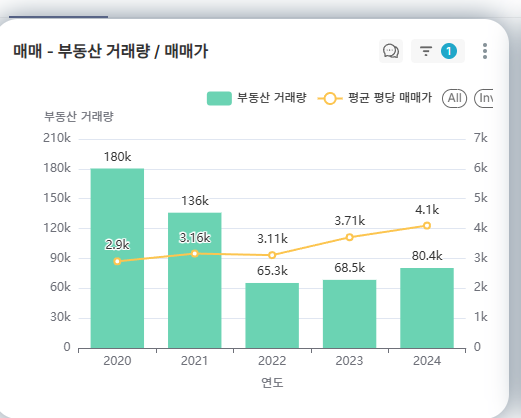 매매 - 부동산 거래량 / 매매가
1
부동산 거래량 평균 평당 매매가 All Inv
부동산 거래량
210k 7k
180k 6k
150k 5k
120k 4k
90k 3k
60k 2k
30k 1k
0 0
180k 136k 65.3k 68.5k 80.4k
2.9k 3.16k 3.11k 3.71k 4.1k
2020 2021 2022 2023 2024
연도